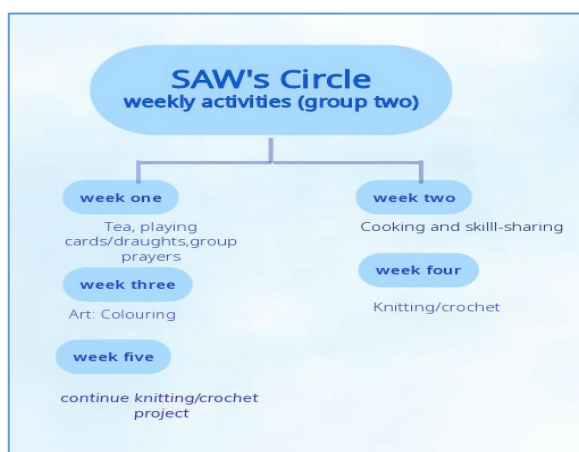 SAW's Circle
weekly activities (group two)
week one
Tea, playing
cards/draughts,group
prayers
week two
Cooking and skilll-sharing
week three
Art: Colouring
week four
Knitting/crochet
week five
continue knitting/crochet
project